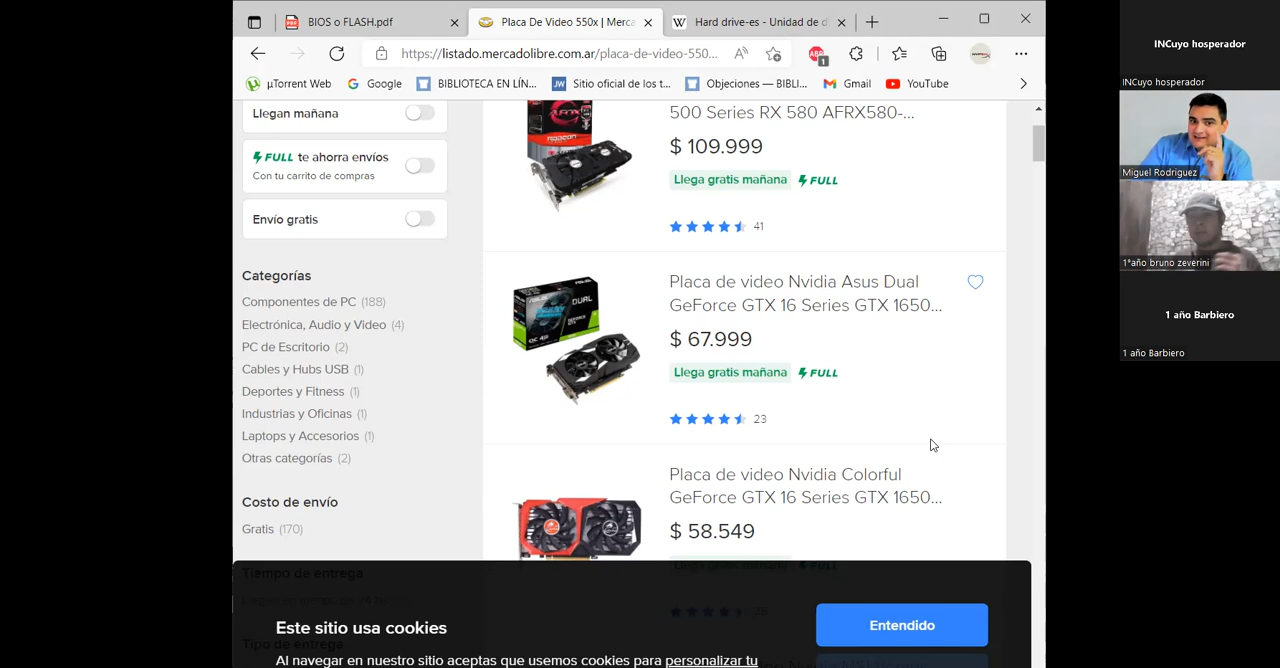 BIOS o FLASH.pdf
Placa De Video 550x | Merca
Hard drive-es - Unidad de d
https://listado.mercadolibre.com.ar/placa-de-video-550...
µTorrent Web
Google
BIBLIOTECA EN LÍN...
Sitio oficial de los t...
Objeciones — BIBLI...
Gmail
YouTube
Llegan mañana
FULL te ahorra envíos
Con tu carrito de compras
Envío gratis
Categorías
Componentes de PC (188)
Electrónica, Audio y Video (4)
PC de Escritorio (2)
Cables y Hubs USB (1)
Deportes y Fitness (1)
Industrias y Oficinas (1)
Laptops y Accesorios (1)
Otras categorías (2)
Costo de envío
Gratis (170)
Tiempo de entrega
Tipo de entrega
500 Series RX 580 AFRX580-...
$ 109.999
Llega gratis mañana FULL
41
Placa de video Nvidia Asus Dual
GeForce GTX 16 Series GTX 1650...
$ 67.999
Llega gratis mañana FULL
23
Placa de video Nvidia Colorful
GeForce GTX 16 Series GTX 1650...
$ 58.549
Llega gratis mañana FULL
Este sitio usa cookies
Al navegar en nuestro sitio aceptas que usemos cookies para personalizar tu
Entendido
INCuyo hosperador
INCuyo hosperador
Miguel Rodriguez
1°año bruno zeverini
1 año Barbiero
1 año Barbiero